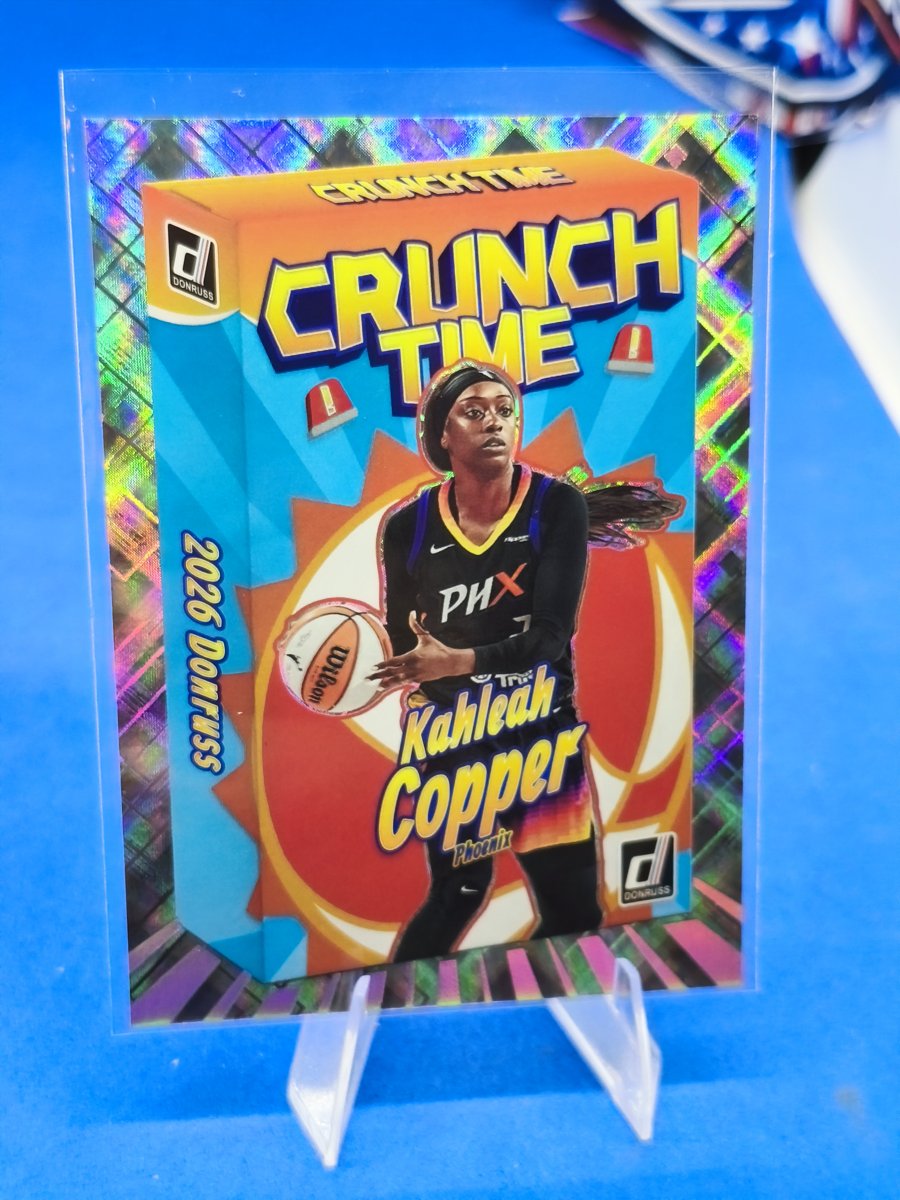 CRUNCH TIME
DONRUSS
CRUNCH
TIME
2026 Donruss
PHX
Wilson
Kahleah
Copper
Phoenix
DONRUSS